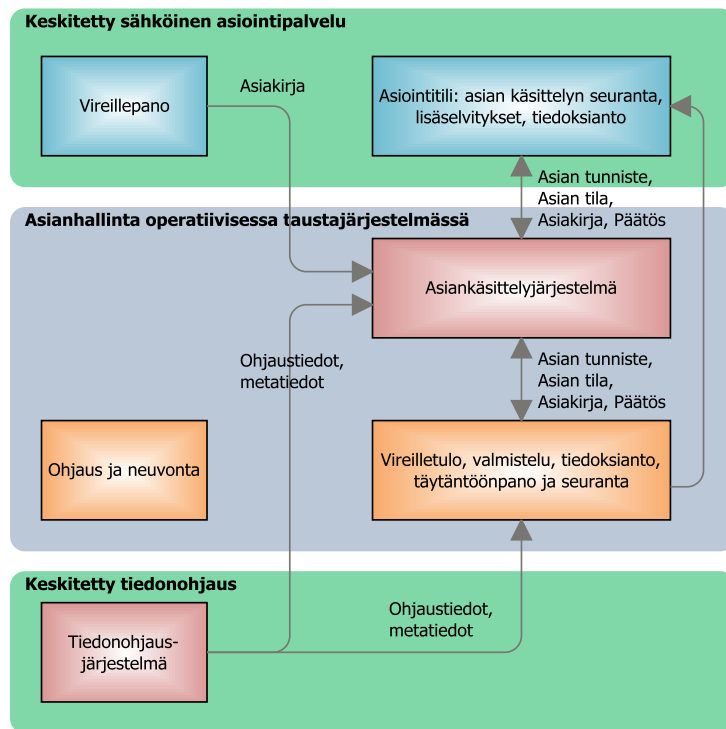 Keskitetty sähköinen asiointipalvelu
Vireillepano
Asiakirja
Asiointitili: asian käsittelyn seuranta,
lisäselvitykset, tiedoksianto
Asian tunniste,
Asian tila,
Asiakirja, Päätös
Asianhallinta operatiivisessa taustajärjestelmässä
Asiankäsittelyjärjestelmä
Ohjaustiedot,
metatiedot
Asian tunniste,
Asian tila,
Asiakirja, Päätös
Ohjaus ja neuvonta
Vireilletulo, valmistelu, tiedoksianto,
täytäntöönpano ja seuranta
Keskitetty tiedonohjaus
Tiedonohjaus-
järjestelmä
Ohjaustiedot,
metatiedot